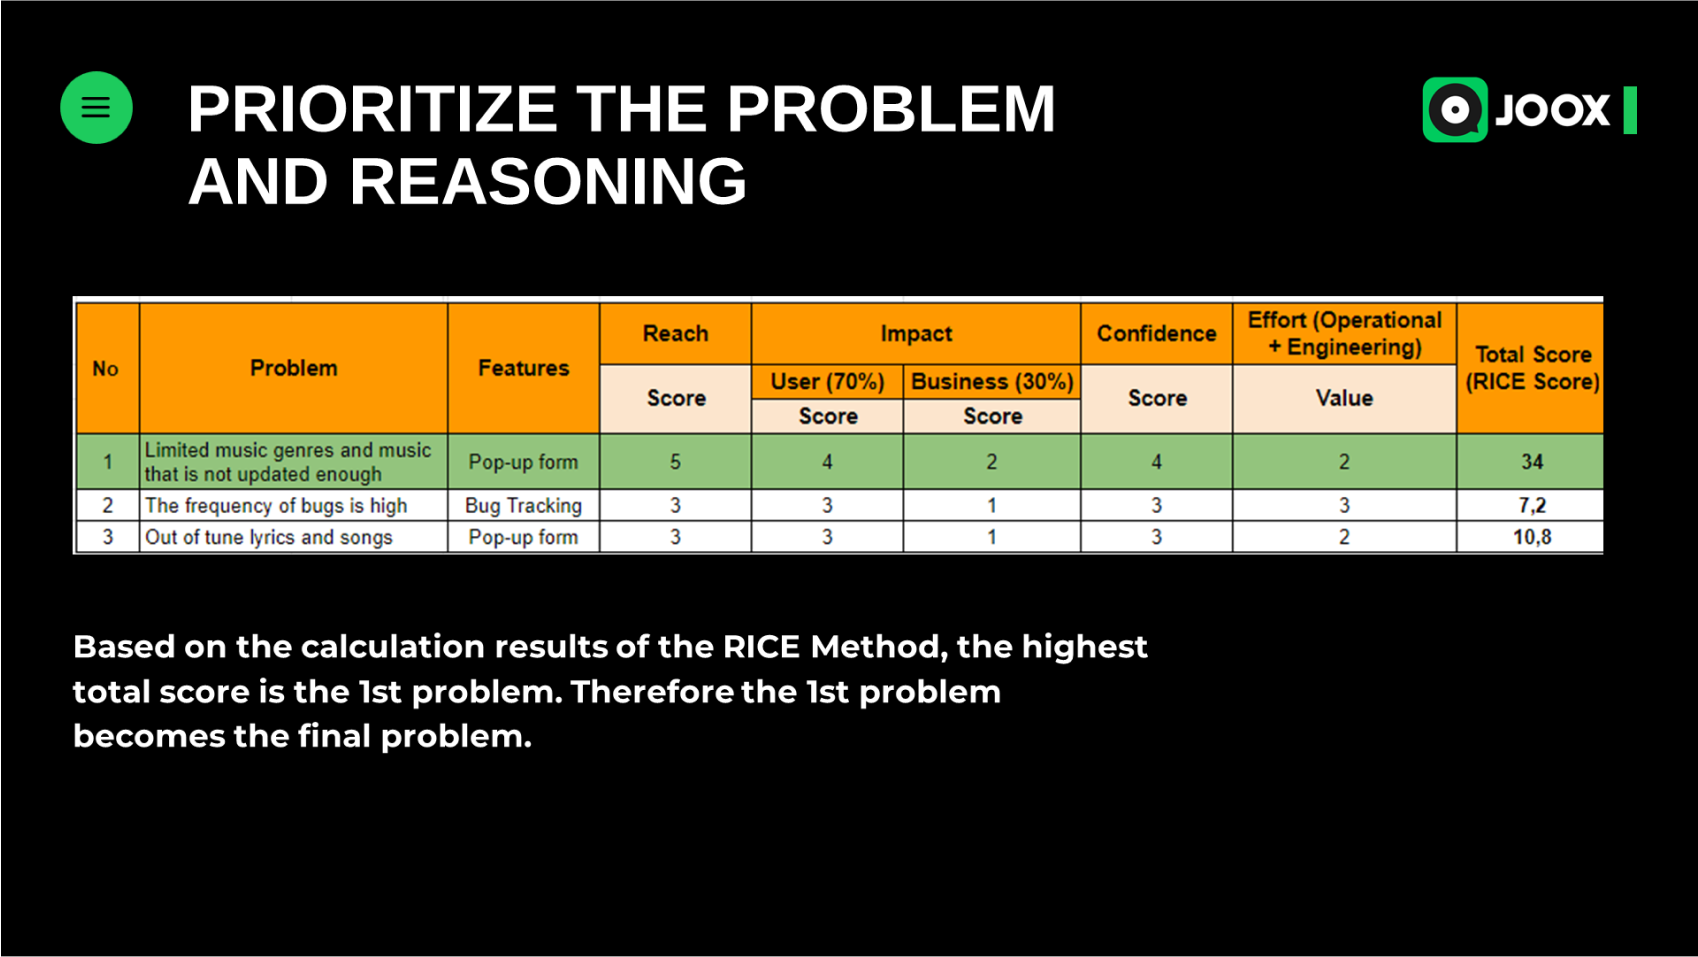 PRIORITIZE THE PROBLEM
AND REASONING
JOOX
No
Problem
Features
Reach
Impact
Confidence
Effort (Operational
+ Engineering)
Total Score
(RICE Score)
Score
User (70%)
Business (30%)
Score
Value
Score
Score
1
Limited music genres and music
that is not updated enough
Pop-up form
5
4
2
4
2
34
2
The frequency of bugs is high
Bug Tracking
3
3
1
3
3
7,2
3
Out of tune lyrics and songs
Pop-up form
3
3
1
3
2
10,8
Based on the calculation results of the RICE Method, the highest
total score is the 1st problem. Therefore the 1st problem
becomes the final problem.